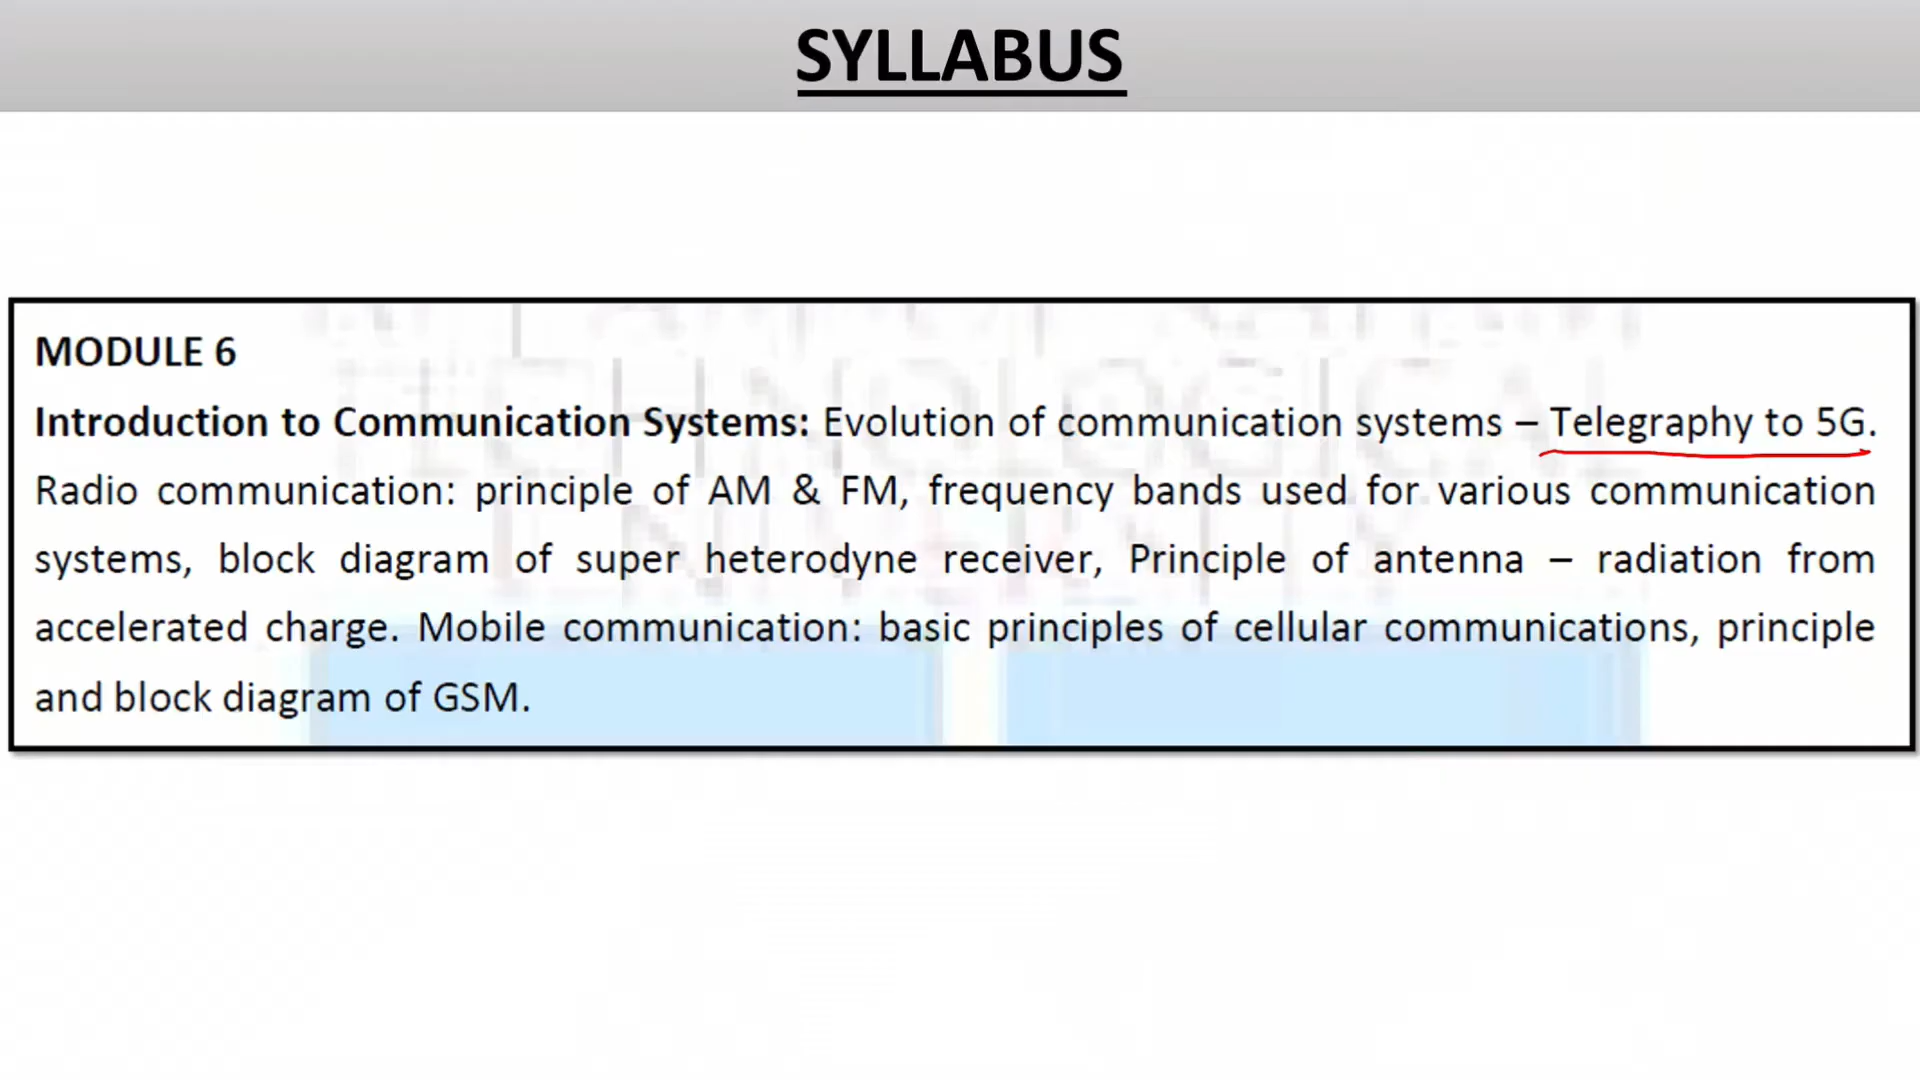 SYLLABUS
MODULE 6
Introduction to Communication Systems: Evolution of communication systems – Telegraphy to 5G.
Radio communication: principle of AM & FM, frequency bands used for various communication
systems, block diagram of super heterodyne receiver, Principle of antenna – radiation from
accelerated charge. Mobile communication: basic principles of cellular communications, principle
and block diagram of GSM.